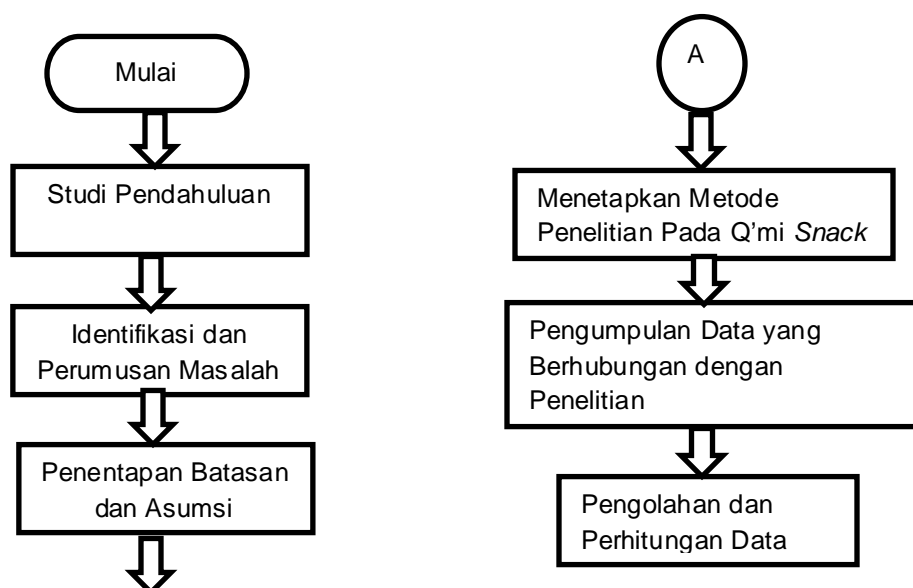 Mulai
Studi Pendahuluan
Identifikasi dan
Perumusan Masalah
Penentapan Batasan
dan Asumsi
A
Menetapkan Metode
Penelitian Pada Q’mi Snack
Pengumpulan Data yang
Berhubungan dengan
Penelitian
Pengolahan dan
Perhitungan Data